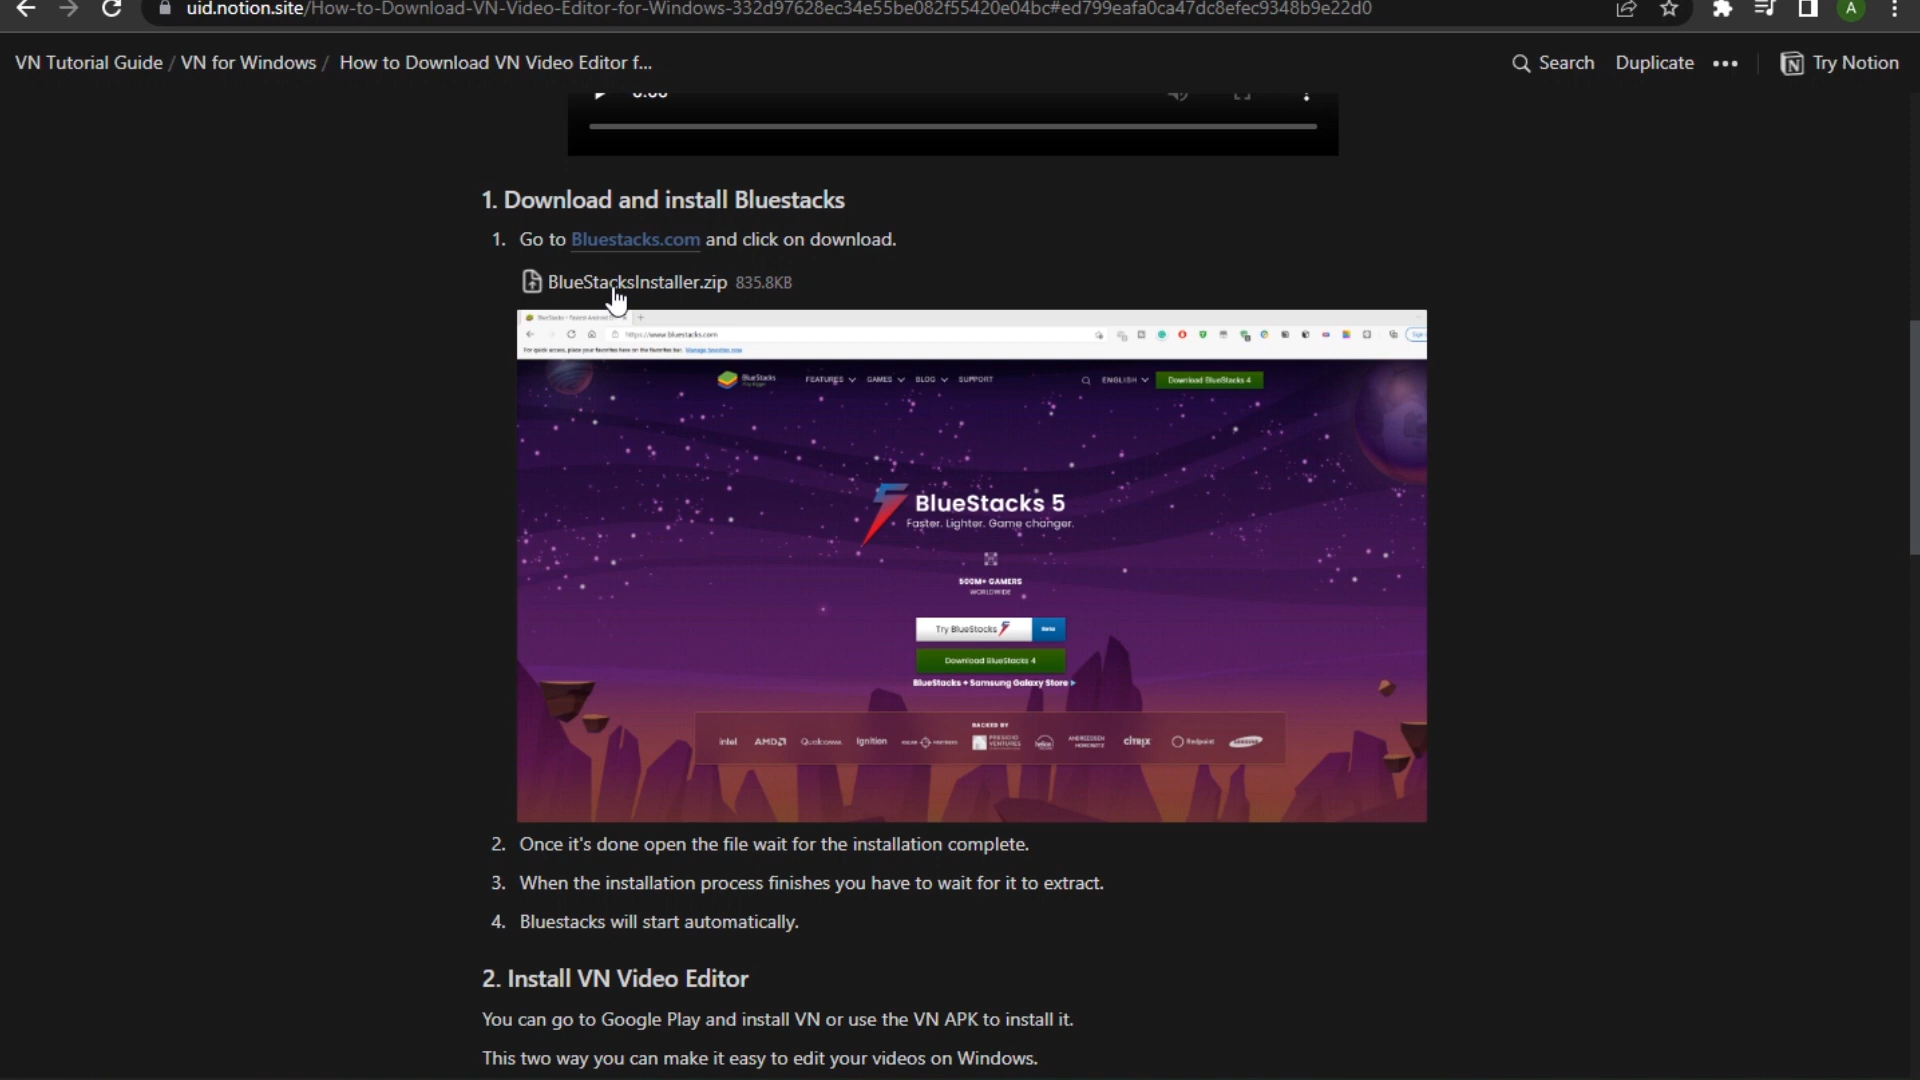 uid.notion.site/How-to-Download-VN-Video-Editor-for-Windows-332d97628ec34e55be082f55420e04bc#ed799eafa0ca47dc8efec9348b9e22d0
A
VN Tutorial Guide / VN for Windows / How to Download VN Video Editor f...
Search Duplicate ••• Try Notion
0:00
1. Download and install Bluestacks
1. Go to Bluestacks.com and click on download.
BlueStacksInstaller.zip 835.8KB
https://www.bluestacks.com
For quick access, place your favorites here on the favorites bar. Manage favorites now
BlueStacks FEATURES GAMES BLOG SUPPORT ENGLISH Download BlueStacks 4
BlueStacks 5
Faster. Lighter. Game changer.
500M+ GAMERS
WORLDWIDE
Try BlueStacks Beta
Download BlueStacks 4
BlueStacks + Samsung Galaxy Store
BACKED BY
intel AMD Qualcomm Ignition PRESIDIO VENTURES ANDREESSEN HOROWITZ citrix Redpoint SAMSUNG
2. Once it's done open the file wait for the installation complete.
3. When the installation process finishes you have to wait for it to extract.
4. Bluestacks will start automatically.
2. Install VN Video Editor
You can go to Google Play and install VN or use the VN APK to install it.
This two way you can make it easy to edit your videos on Windows.